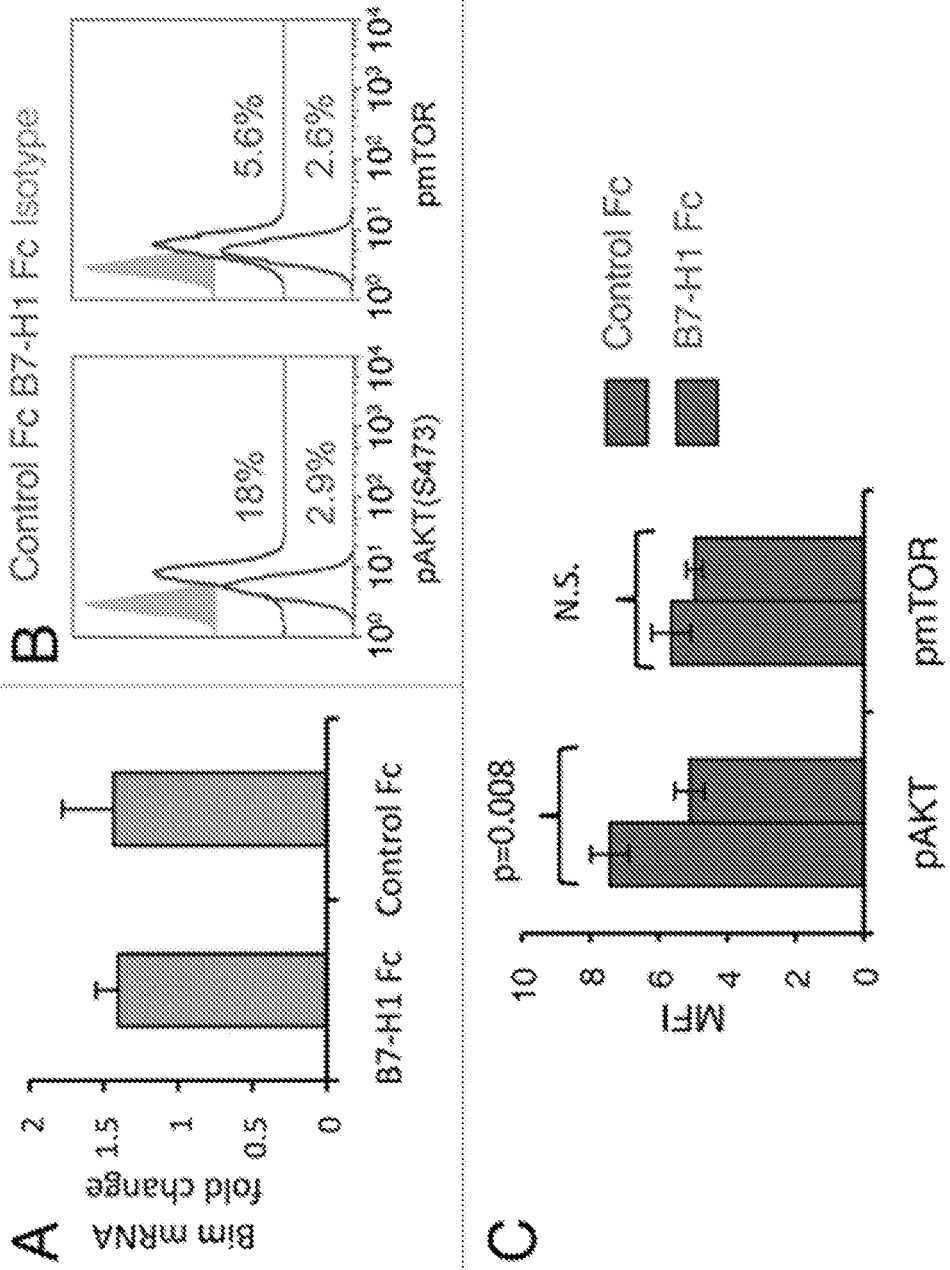 A
Bim mRNA
fold change
2
1.5
1
0.5
0
B7-H1 Fc Control Fc
B
Control Fc B7-H1 Fc Isotype
18%
2.9%
10⁰ 10¹ 10² 10³ 10⁴
pAKT(S473)
5.6%
2.6%
10⁰ 10¹ 10² 10³ 10⁴
pmTOR
C
MFI
10
8
6
4
2
0
p=0.008
N.S.
pAKT pmTOR
Control Fc
B7-H1 Fc